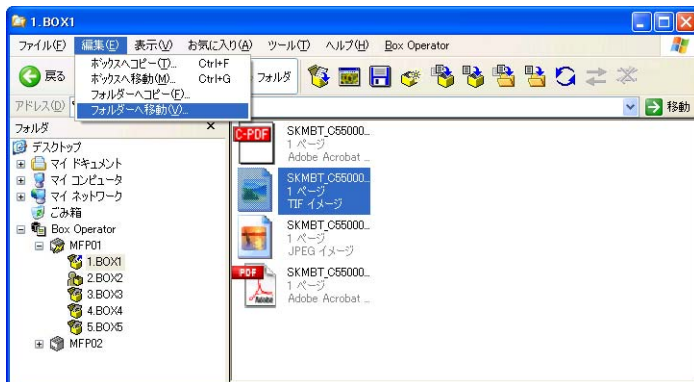 1.BOX1
ファイル(F) 編集(E) 表示(V) お気に入り(A) ツール(T) ヘルプ(H) Box Operator
ボックスへコピー(T)... Ctrl+F
ボックスへ移動(M)... Ctrl+G
フォルダーへコピー(F)...
フォルダーへ移動(V)...
戻る フォルダ
アドレス(D) 移動
フォルダ ×
デスクトップ
マイ ドキュメント
マイ コンピュータ
マイ ネットワーク
ごみ箱
Box Operator
MFP01
1.BOX1
2.BOX2
3.BOX3
4.BOX4
5.BOX5
MFP02
C-PDF
SKMBT_C55000...
1 ページ
Adobe Acrobat ...
SKMBT_C55000...
1 ページ
TIF イメージ
SKMBT_C55000...
1 ページ
JPEG イメージ
PDF
Adobe
SKMBT_C55000...
1 ページ
Adobe Acrobat ...